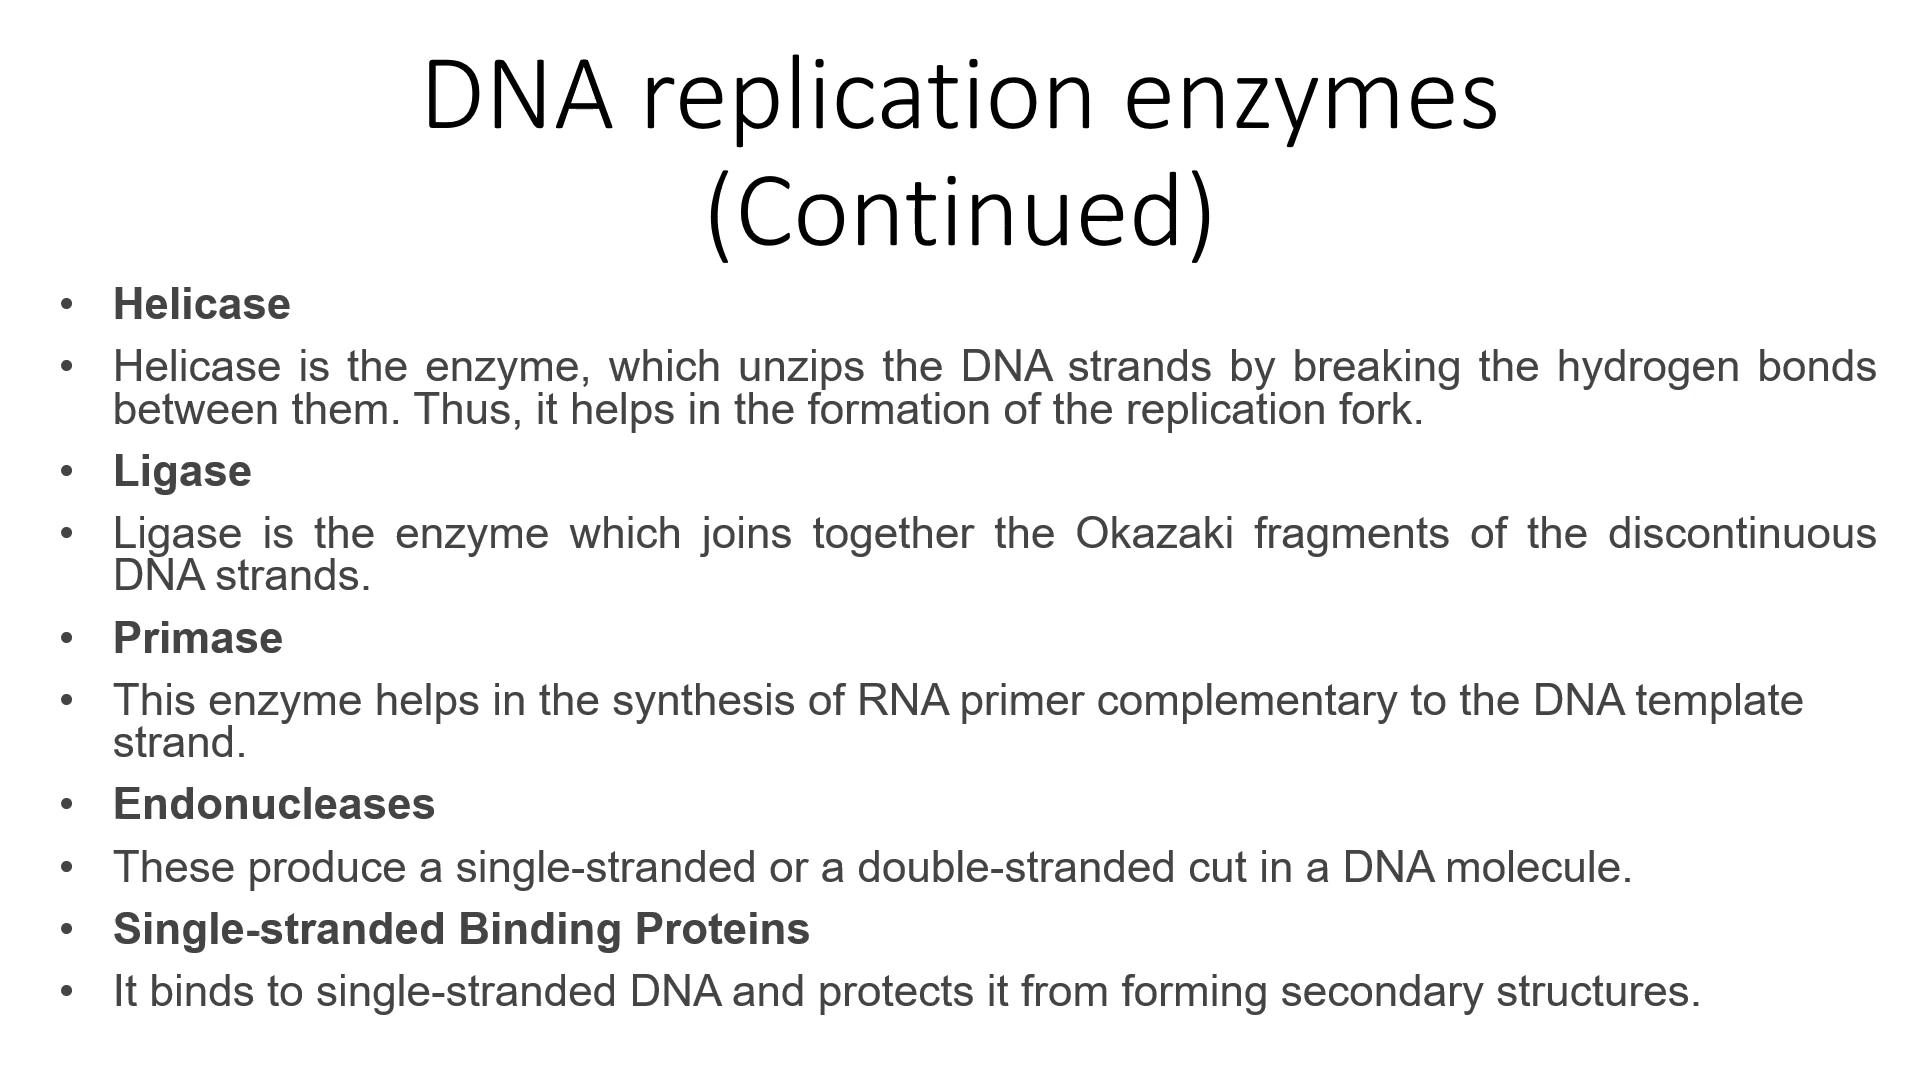 DNA replication enzymes
(Continued)
• Helicase
• Helicase is the enzyme, which unzips the DNA strands by breaking the hydrogen bonds
between them. Thus, it helps in the formation of the replication fork.
• Ligase
• Ligase is the enzyme which joins together the Okazaki fragments of the discontinuous
DNA strands.
• Primase
• This enzyme helps in the synthesis of RNA primer complementary to the DNA template
strand.
• Endonucleases
• These produce a single-stranded or a double-stranded cut in a DNA molecule.
• Single-stranded Binding Proteins
• It binds to single-stranded DNA and protects it from forming secondary structures.